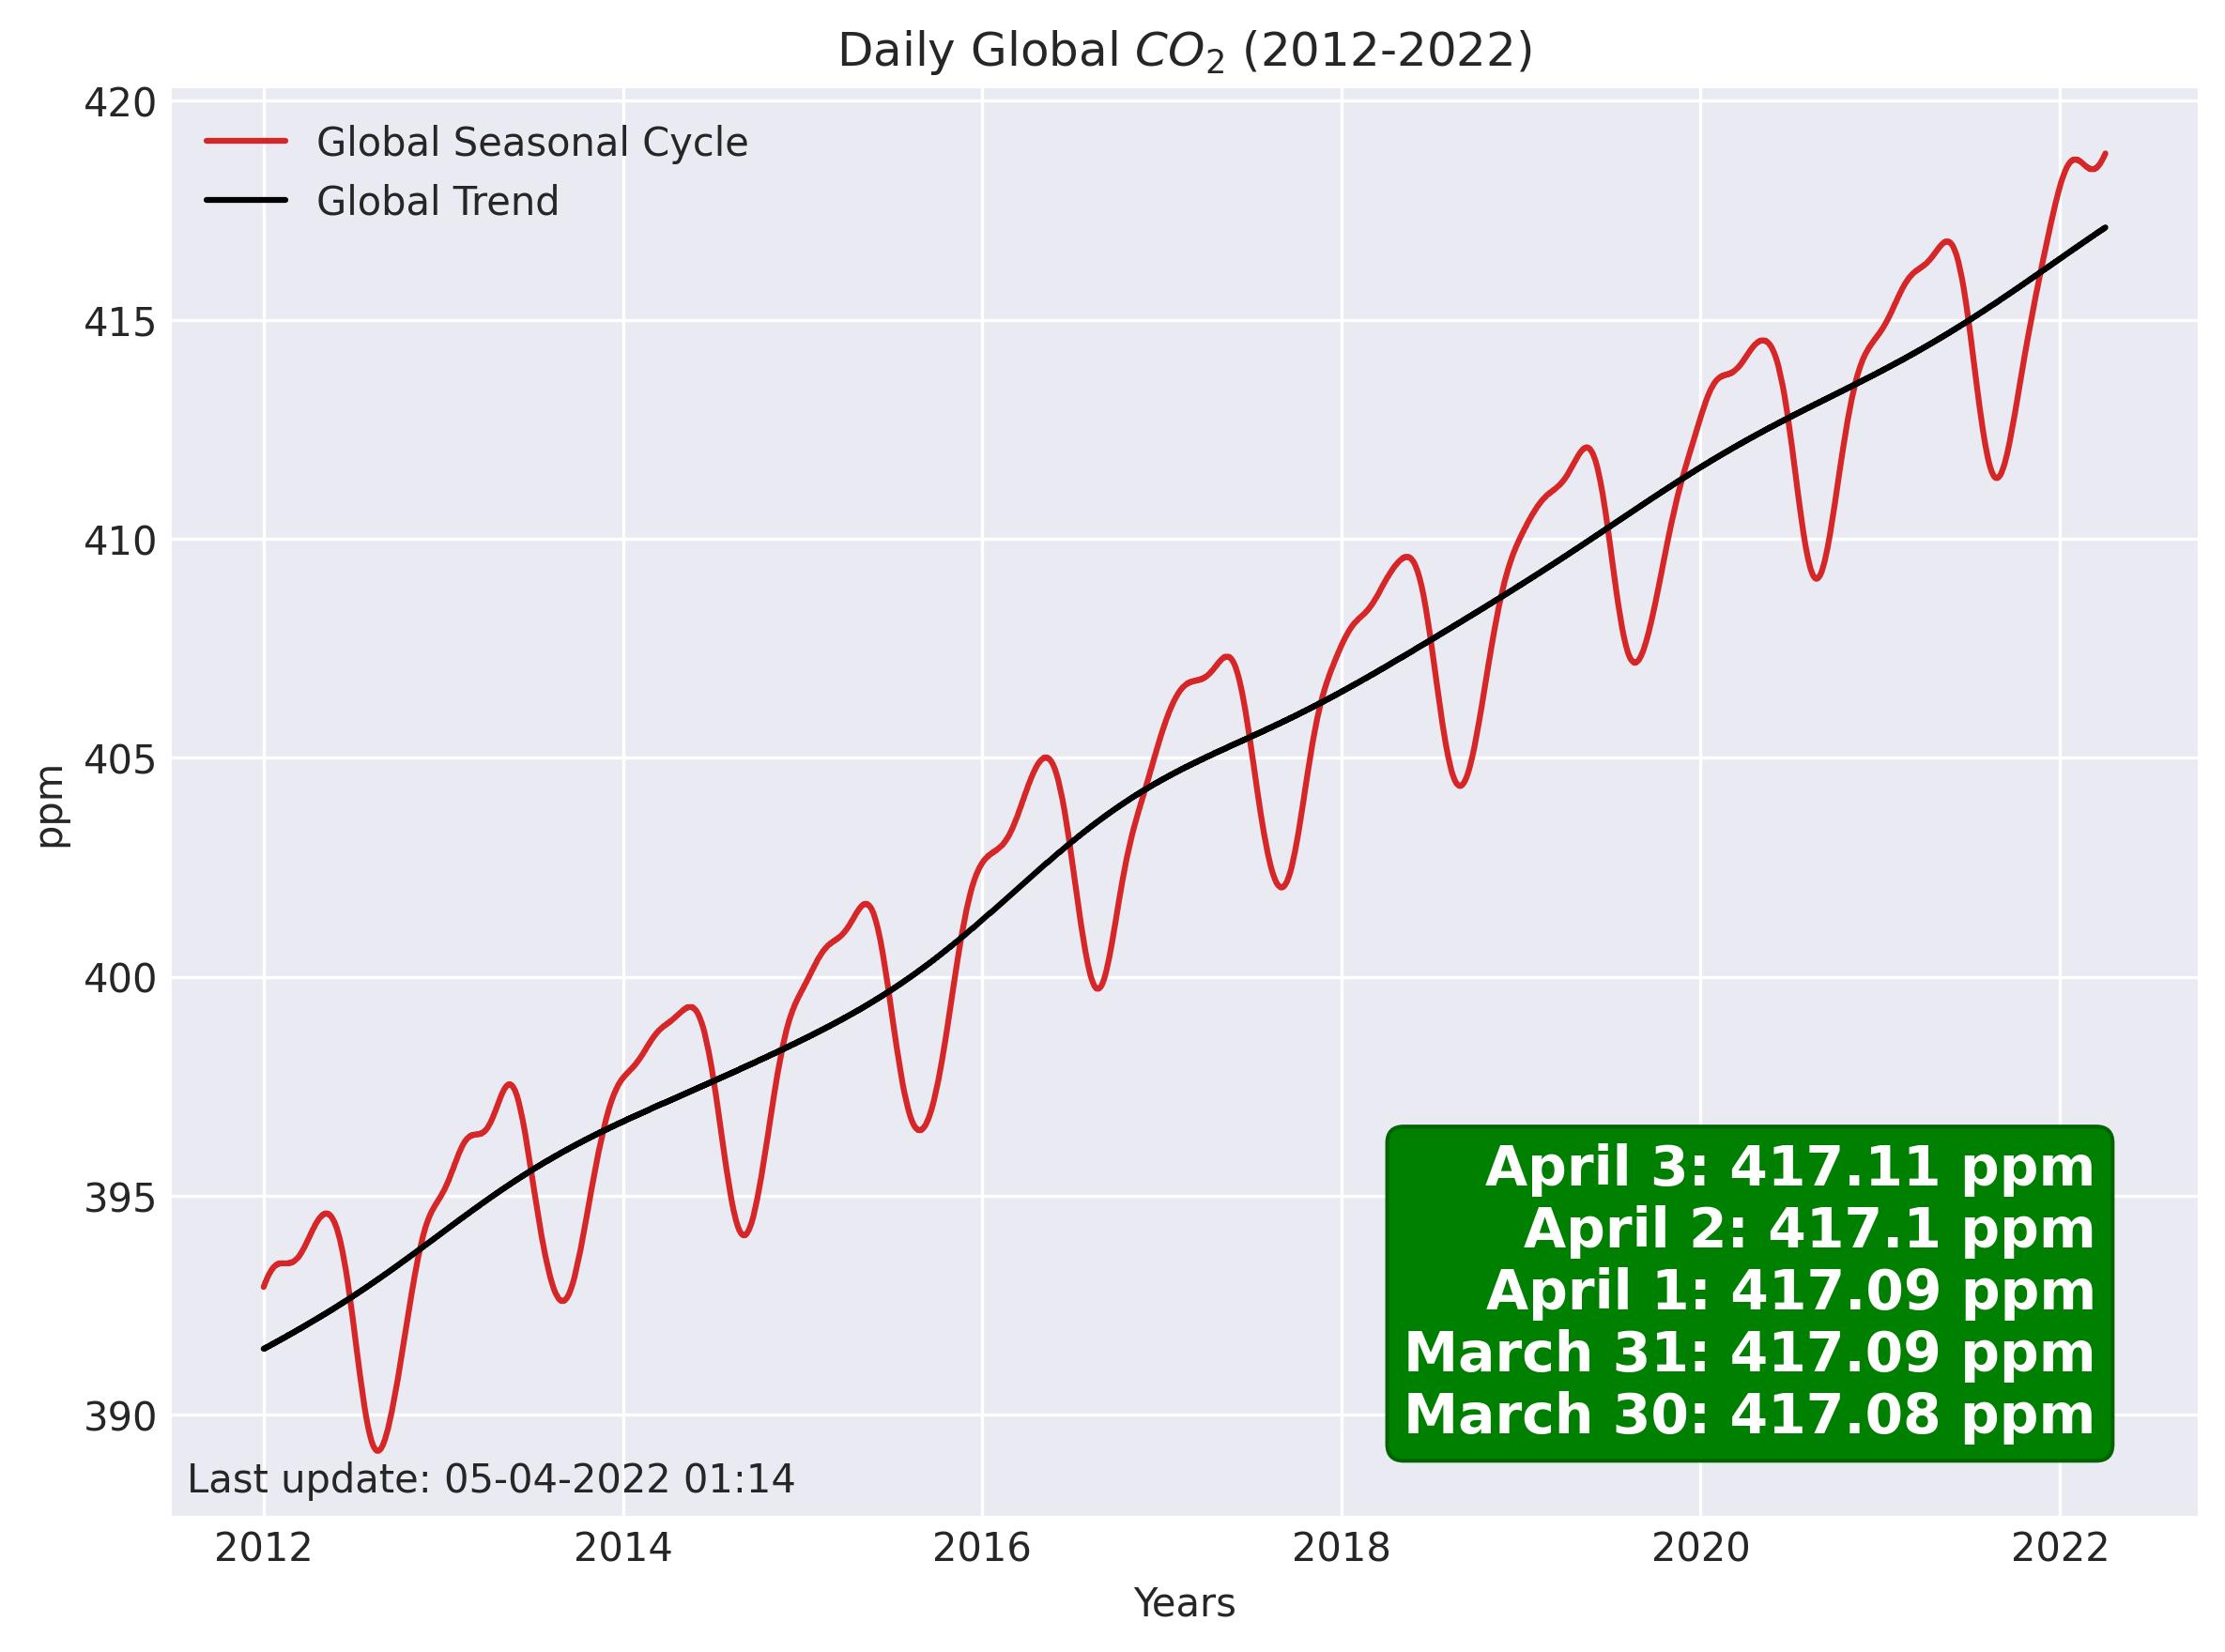 Daily Global CO₂ (2012-2022)
420
415
410
405
400
395
390
ppm
Global Seasonal Cycle
Global Trend
April 3: 417.11 ppm
April 2: 417.1 ppm
April 1: 417.09 ppm
March 31: 417.09 ppm
March 30: 417.08 ppm
Last update: 05-04-2022 01:14
2012 2014 2016 2018 2020 2022
Years